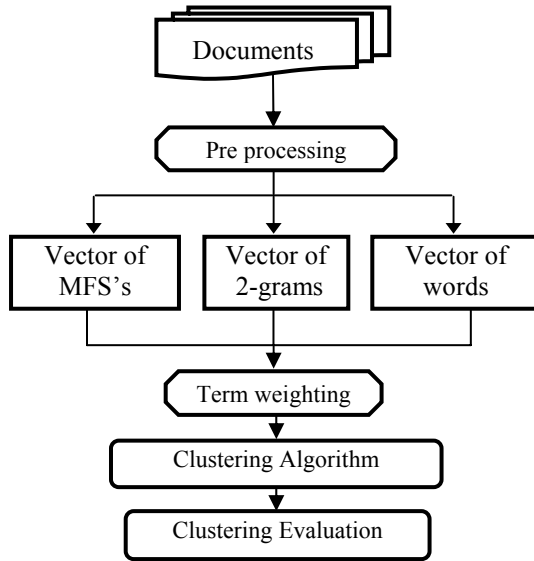 Documents
Pre processing
Vector of
MFS's
Vector of
2-grams
Vector of
words
Term weighting
Clustering Algorithm
Clustering Evaluation